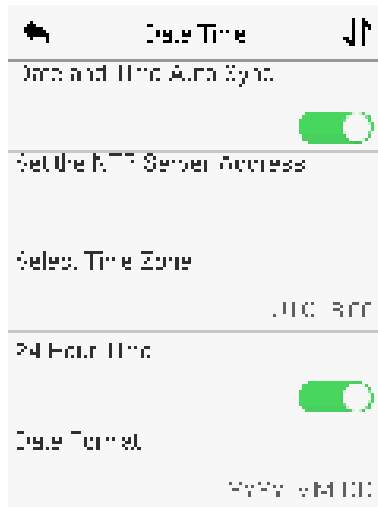 Date Time
Date and Time Auto Sync
Set the NTP Server Address
Select Time Zone
24 Hour Time
Date Format